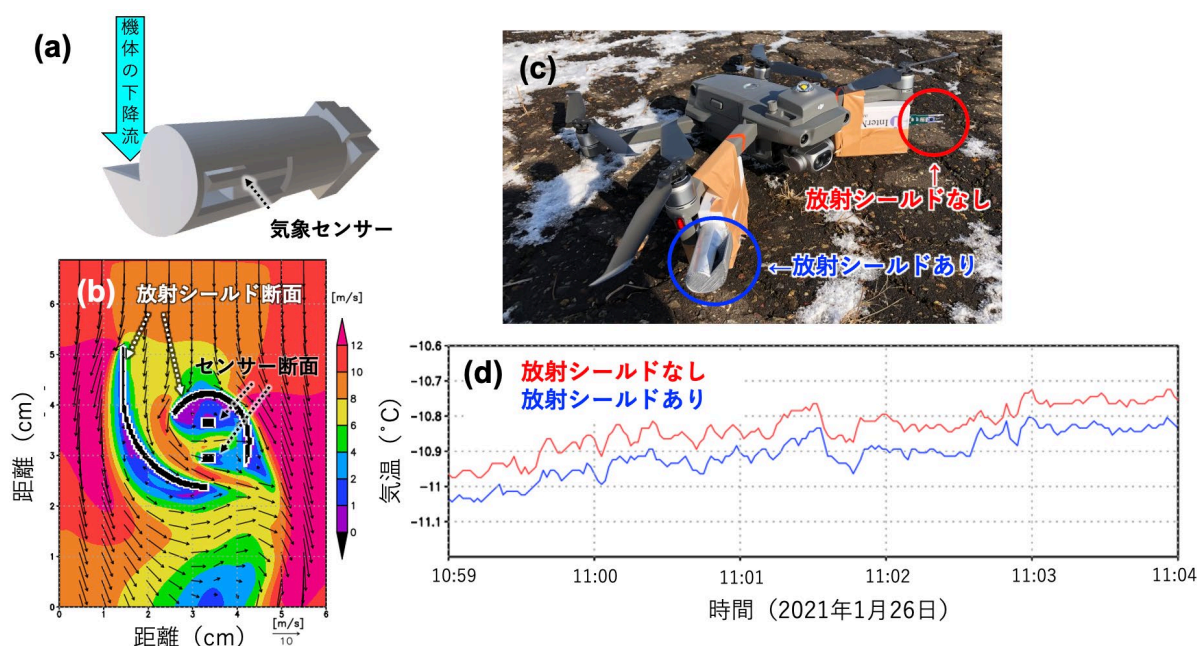 (a)
機体の下降流
気象センサー
(b)
放射シールド断面
センサー断面
[m/s]
12
10
8
6
4
2
1
0
距離（cm）
6
5
4
3
2
1
0
0 1 2 3 4 5 6
距離（cm）
[m/s]
10
(c)
放射シールドなし
←放射シールドあり
(d)
放射シールドなし
放射シールドあり
気温（°C）
-10.6
-10.7
-10.8
-10.9
-11
-11.1
10:59 11:00 11:01 11:02 11:03 11:04
時間（2021年1月26日）